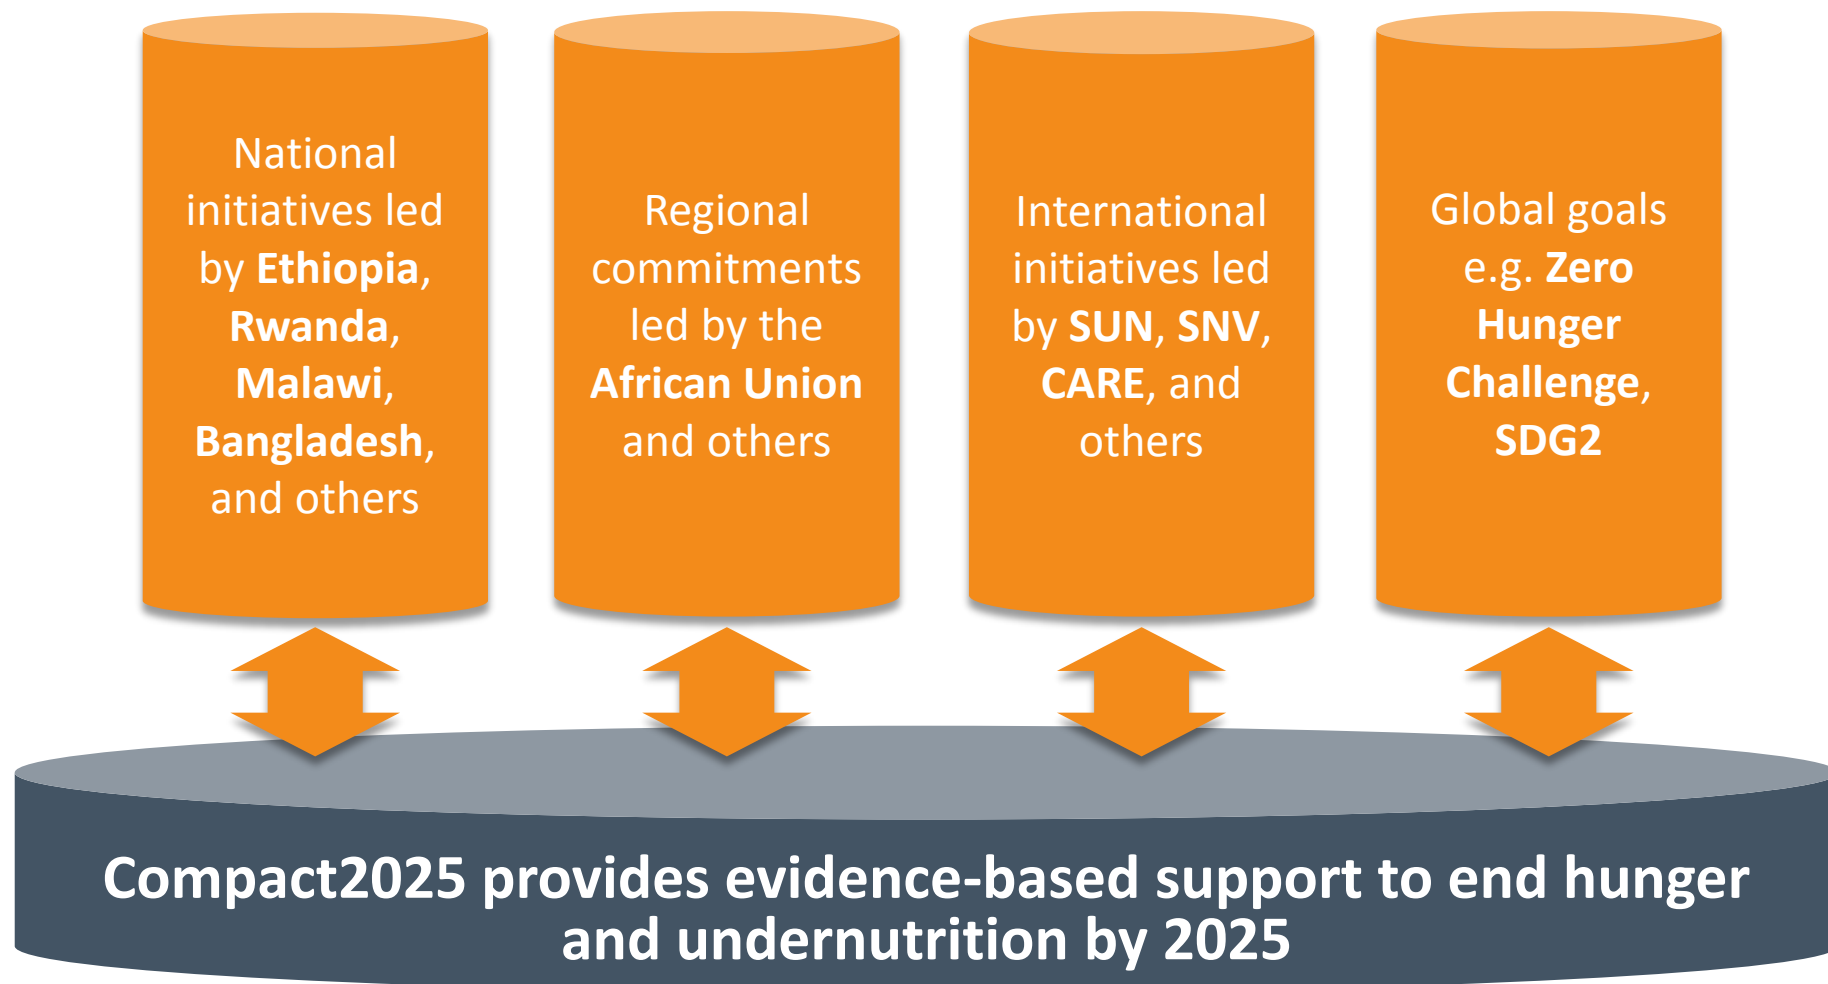 National
initiatives led
by Ethiopia,
Rwanda,
Malawi,
Bangladesh,
and others
Regional
commitments
led by the
African Union
and others
International
initiatives led
by SUN, SNV,
CARE, and
others
Global goals
e.g. Zero
Hunger
Challenge,
SDG2
Compact2025 provides evidence-based support to end hunger
and undernutrition by 2025